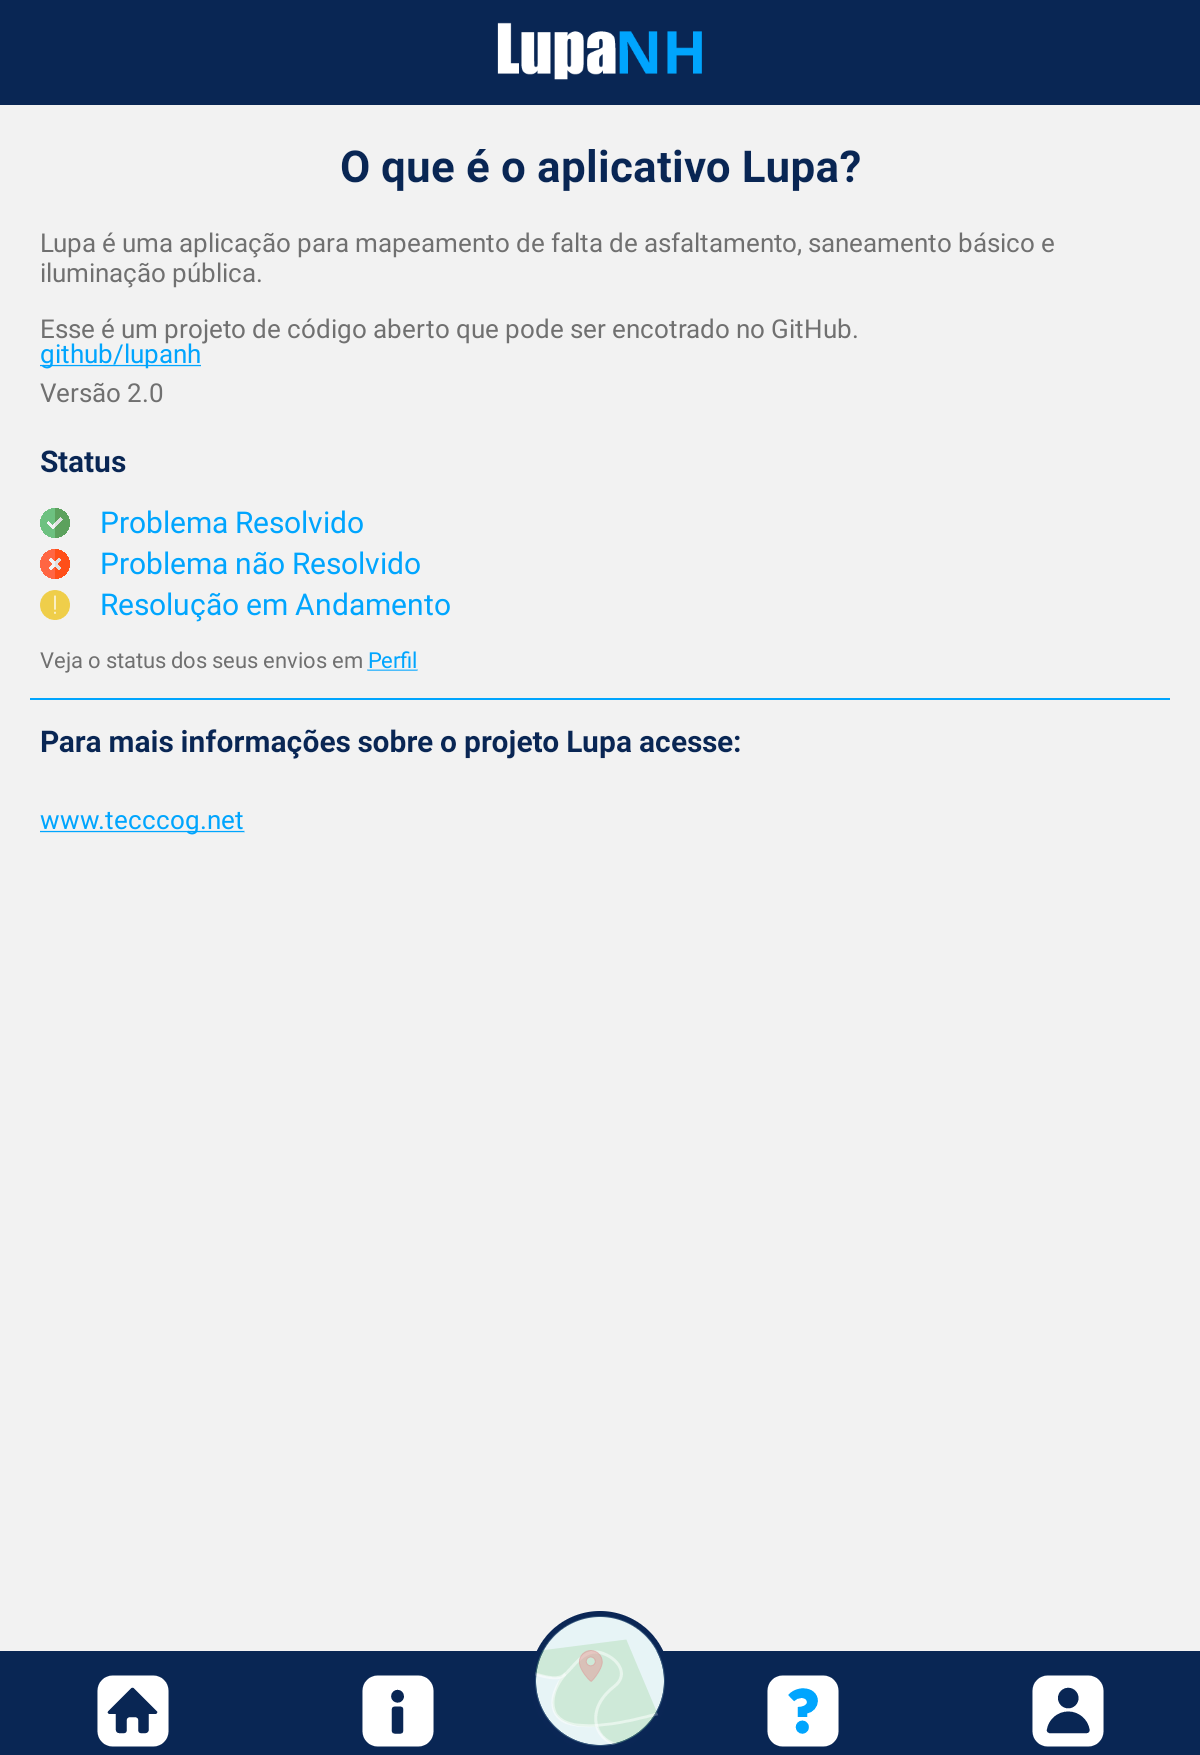 LupaNH
O que é o aplicativo Lupa?
Lupa é uma aplicação para mapeamento de falta de asfaltamento, saneamento básico e
iluminação pública.
Esse é um projeto de código aberto que pode ser encotrado no GitHub.
github/lupanh
Versão 2.0
Status
Problema Resolvido
Problema não Resolvido
Resolução em Andamento
Veja o status dos seus envios em Perfil
Para mais informações sobre o projeto Lupa acesse:
www.tecccog.net